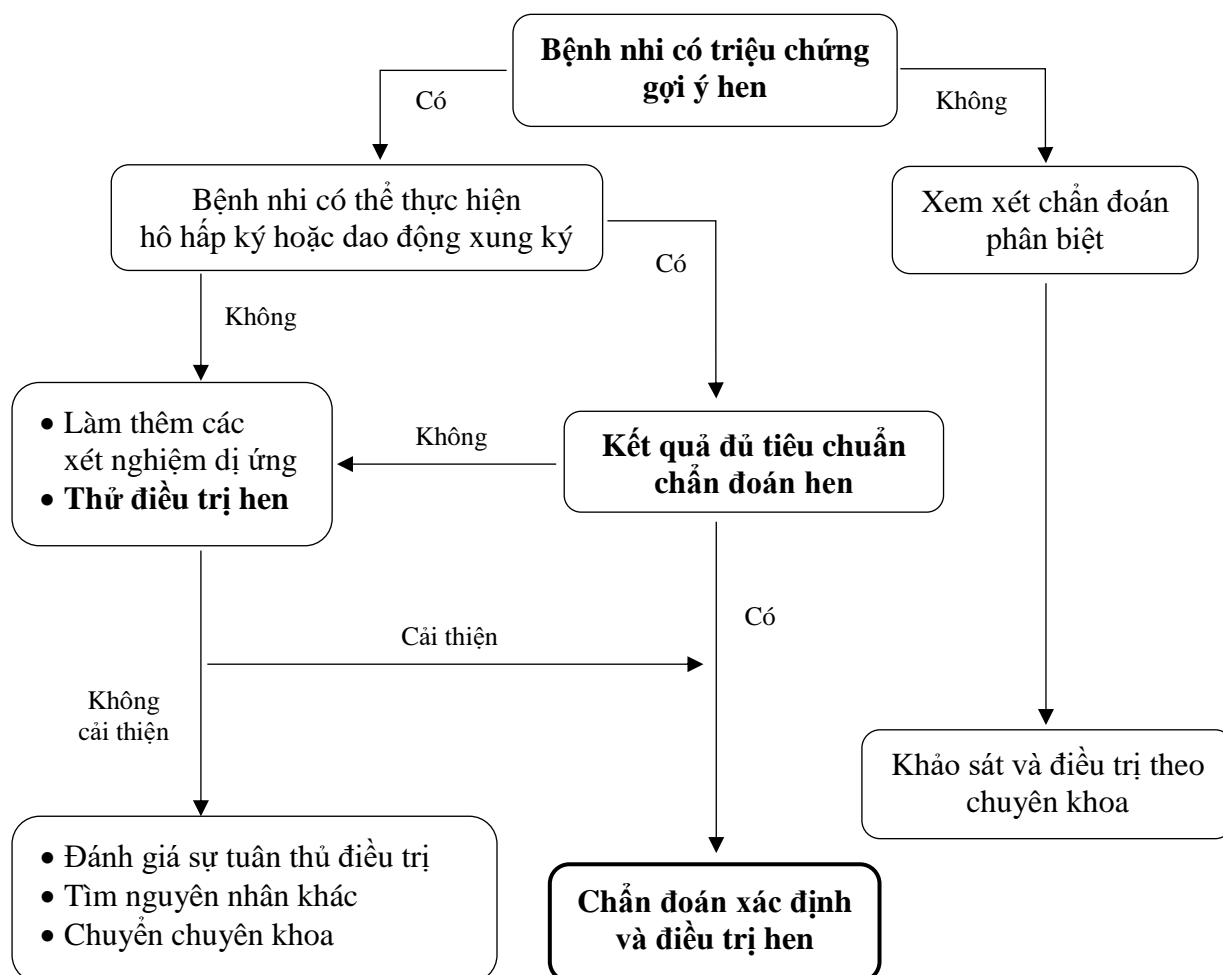 Bệnh nhi có triệu chứng
gợi ý hen
Có
Không
Bệnh nhi có thể thực hiện
hô hấp ký hoặc dao động xung ký
Xem xét chẩn đoán
phân biệt
Có
Không
• Làm thêm các
xét nghiệm dị ứng
• Thử điều trị hen
Không
Kết quả đủ tiêu chuẩn
chẩn đoán hen
Có
Cải thiện
Không
cải thiện
Khảo sát và điều trị theo
chuyên khoa
• Đánh giá sự tuân thủ điều trị
• Tìm nguyên nhân khác
• Chuyển chuyên khoa
Chẩn đoán xác định
và điều trị hen